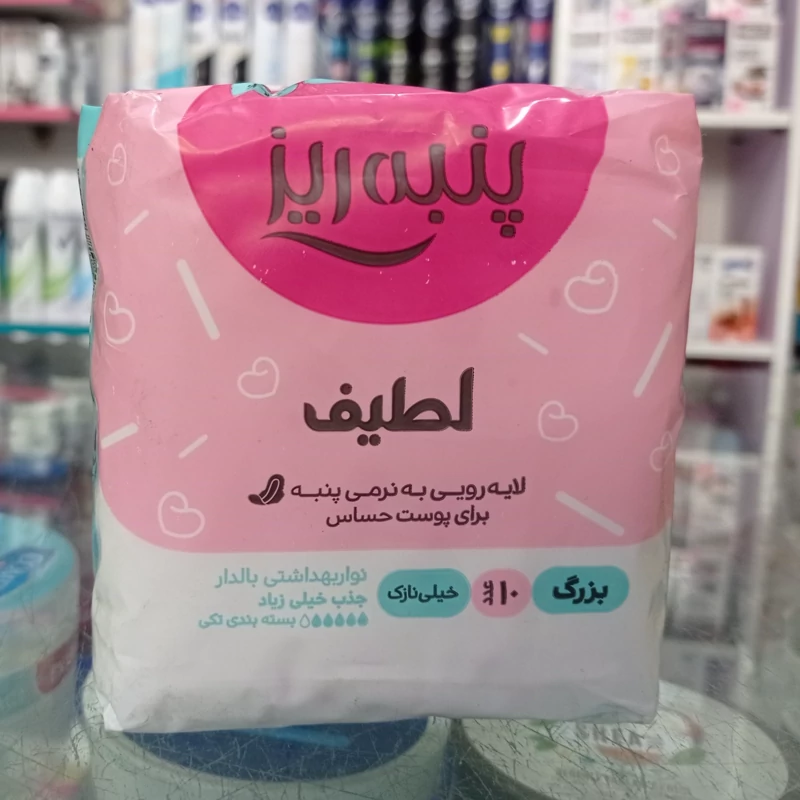 پنبه‌ریز
لطیف
لایه‌رویی به نرمی پنبه
برای پوست حساس
بزرگ
۱۰ عدد
خیلی‌نازک
نواربهداشتی بالدار
جذب خیلی زیاد
بسته بندی تکی